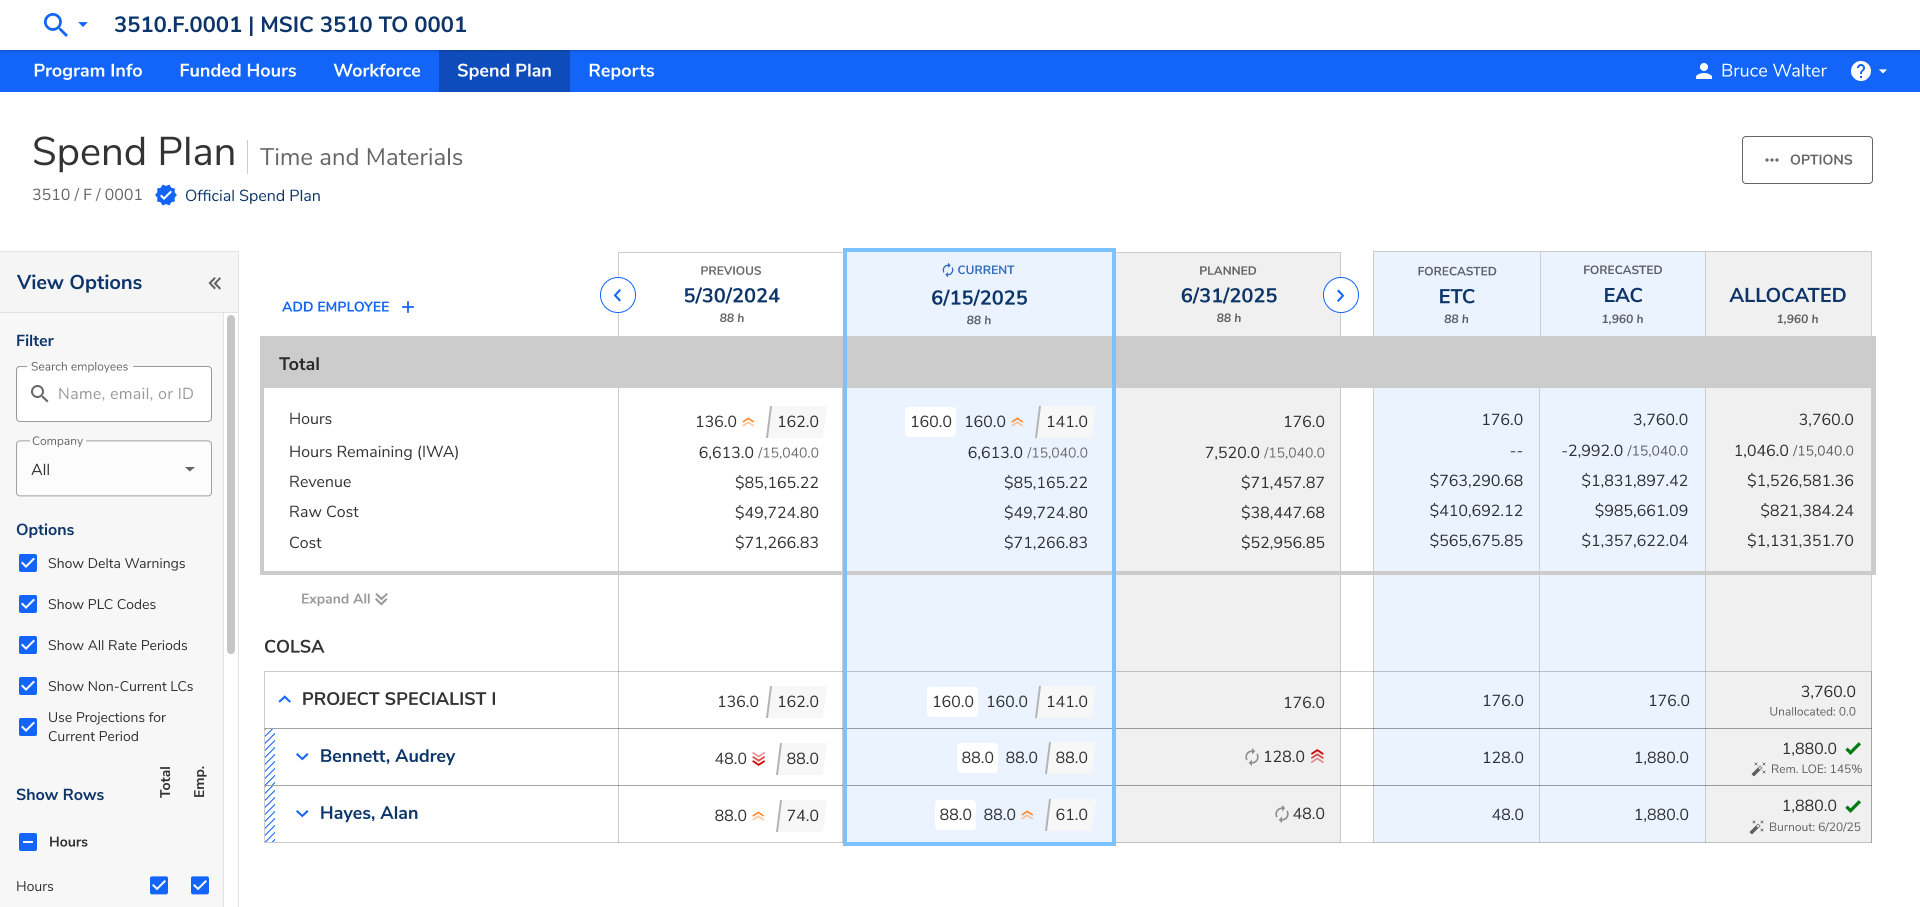 3510.F.0001 | MSIC 3510 TO 0001
Program Info Funded Hours Workforce Spend Plan Reports Bruce Walter ?
Spend Plan Time and Materials
OPTIONS
3510 / F / 0001 Official Spend Plan
View Options
Filter
Search employees
Name, email, or ID
Company
All
Options
Show Delta Warnings
Show PLC Codes
Show All Rate Periods
Show Non-Current LCs
Use Projections for
Current Period
Show Rows Total Emp.
Hours
Hours
ADD EMPLOYEE +
PREVIOUS CURRENT PLANNED FORECASTED FORECASTED
5/30/2024 6/15/2025 6/31/2025 ETC EAC ALLOCATED
88 h 88 h 88 h 88 h 1,960 h 1,960 h
Total
Hours 136.0 162.0 160.0 160.0 141.0 176.0 176.0 3,760.0 3,760.0
Hours Remaining (IWA) 6,613.0 /15,040.0 6,613.0 /15,040.0 7,520.0 /15,040.0 -- -2,992.0 /15,040.0 1,046.0 /15,040.0
Revenue $85,165.22 $85,165.22 $71,457.87 $763,290.68 $1,831,897.42 $1,526,581.36
Raw Cost $49,724.80 $49,724.80 $38,447.68 $410,692.12 $985,661.09 $821,384.24
Cost $71,266.83 $71,266.83 $52,956.85 $565,675.85 $1,357,622.04 $1,131,351.70
Expand All
COLSA
PROJECT SPECIALIST I 136.0 162.0 160.0 160.0 141.0 176.0 176.0 176.0 3,760.0
Unallocated: 0.0
Bennett, Audrey 48.0 88.0 88.0 88.0 88.0 128.0 128.0 1,880.0 1,880.0
Rem. LOE: 145%
Hayes, Alan 88.0 74.0 88.0 88.0 61.0 48.0 48.0 1,880.0 1,880.0
Burnout: 6/20/25